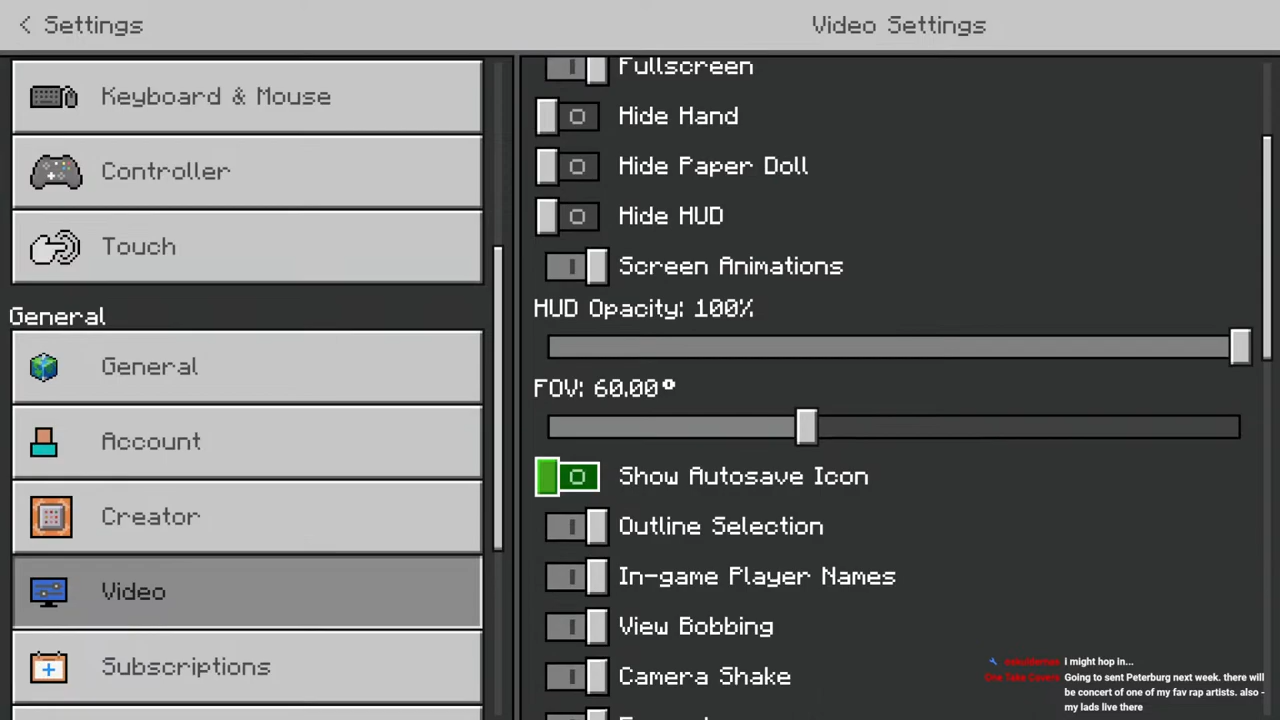 Settings
Video Settings
Keyboard & Mouse
Controller
Touch
General
General
Account
Creator
Video
Subscriptions
Fullscreen
Hide Hand
Hide Paper Doll
Hide HUD
Screen Animations
HUD Opacity: 100%
FOV: 60.00°
Show Autosave Icon
Outline Selection
In-game Player Names
View Bobbing
Camera Shake
I might hop in...
One Take Covers Going to sent Peterburg next week. there will
be concert of one of my fav rap artists. also -
my lads live there